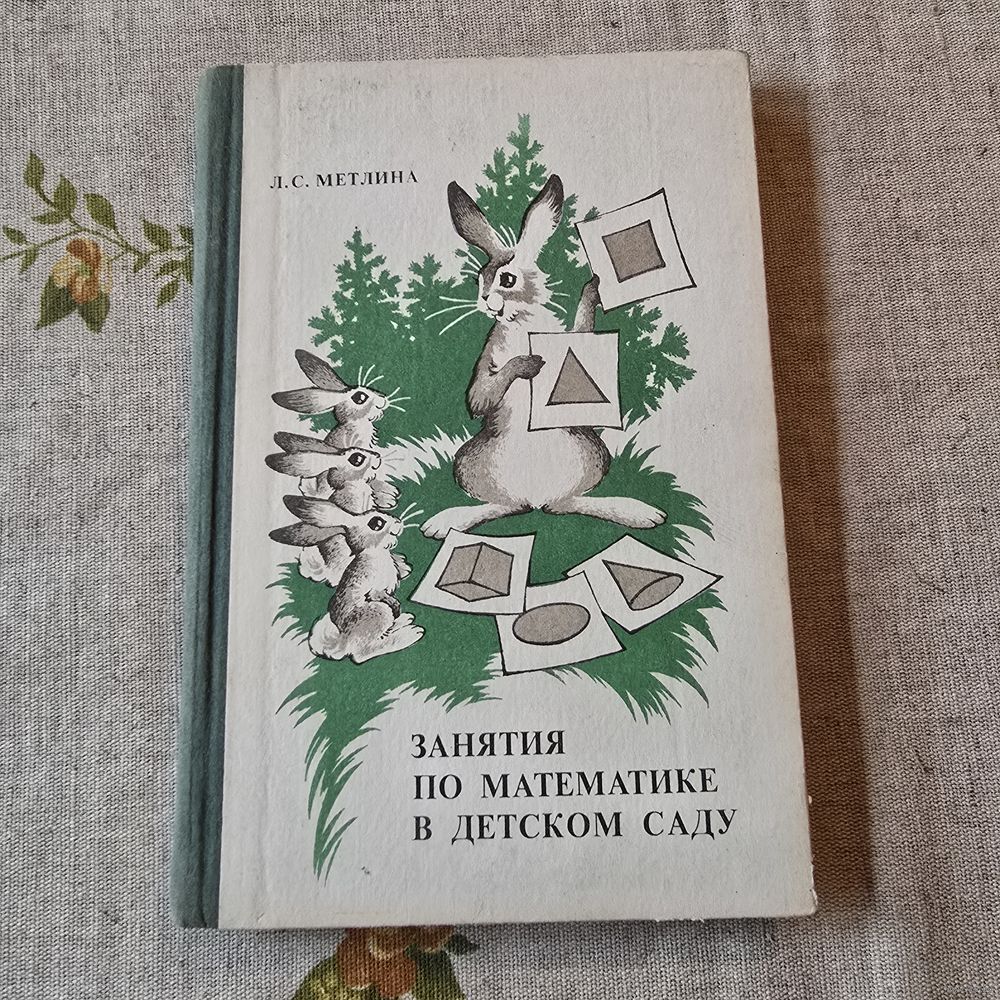 Л.С. МЕТЛИНА
ЗАНЯТИЯ
ПО МАТЕМАТИКЕ
В ДЕТСКОМ САДУ